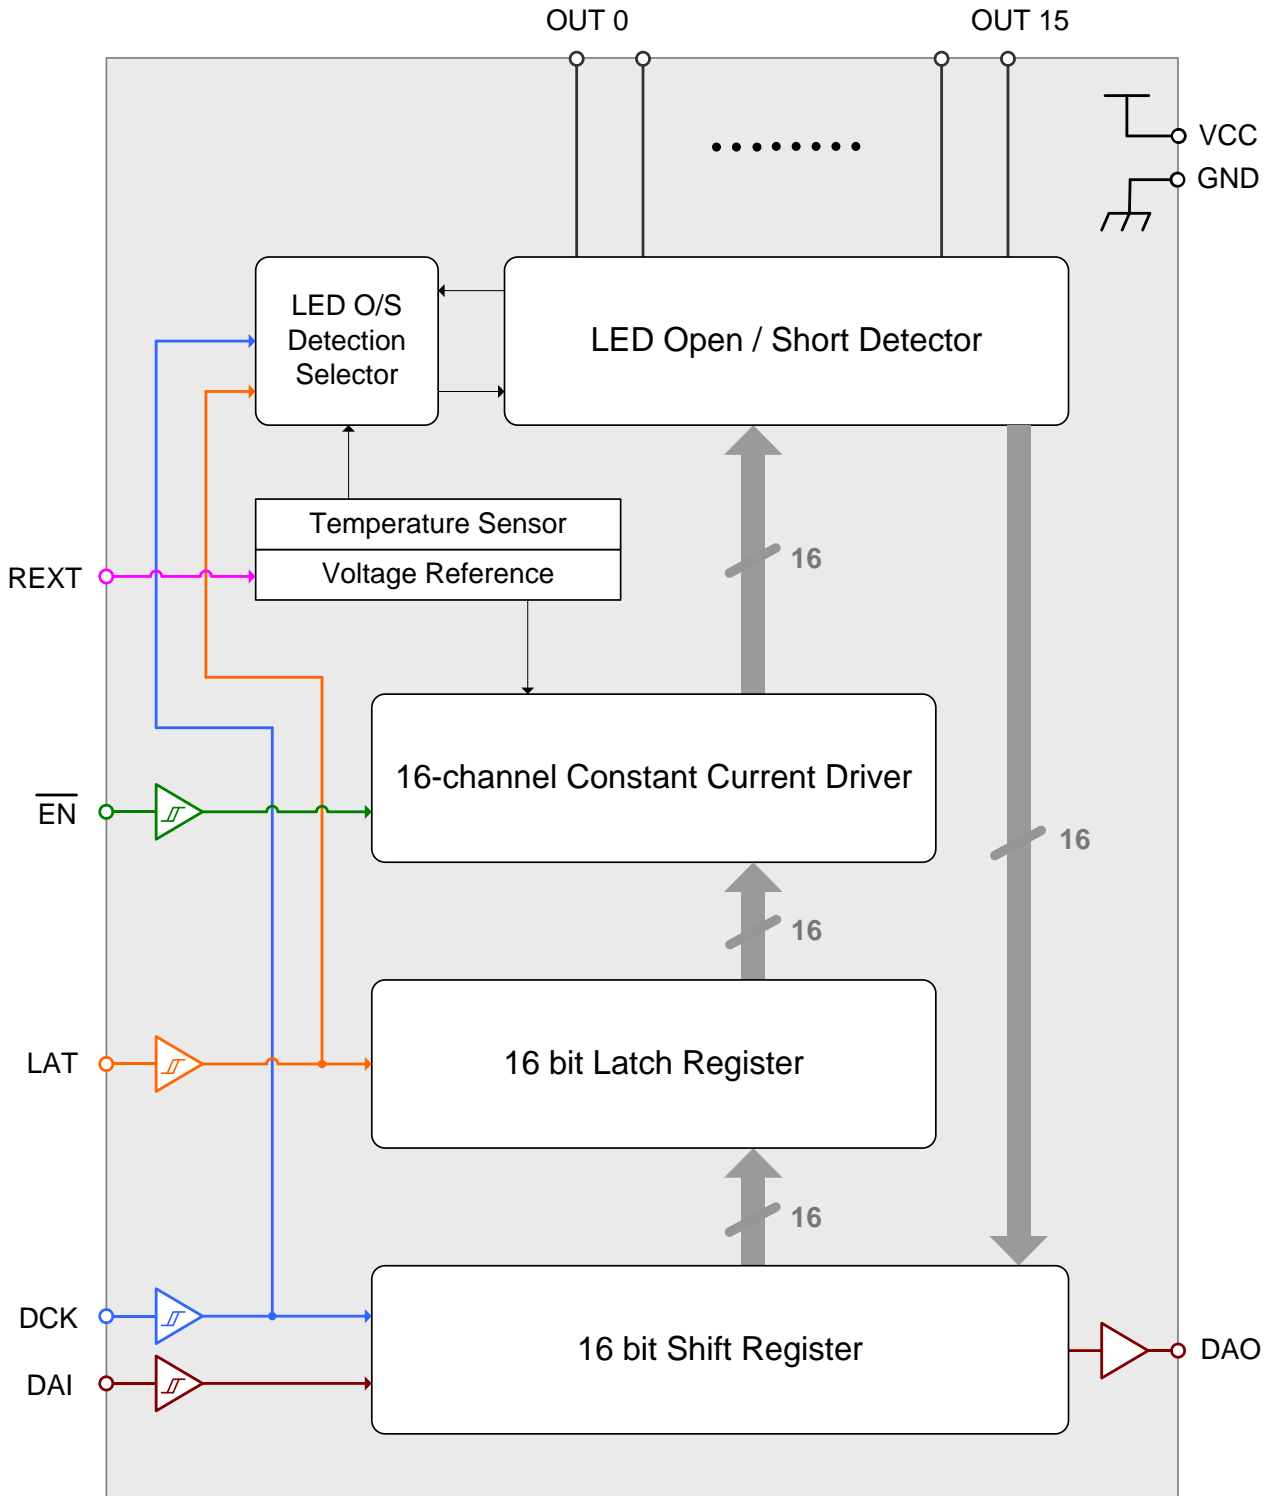 OUT 0
OUT 15
VCC
GND
LED O/S
Detection
Selector
LED Open / Short Detector
Temperature Sensor
16
REXT
Voltage Reference
16-channel Constant Current Driver
E̅N̅
16
16
LAT
16 bit Latch Register
16
DCK
16 bit Shift Register
DAO
DAI